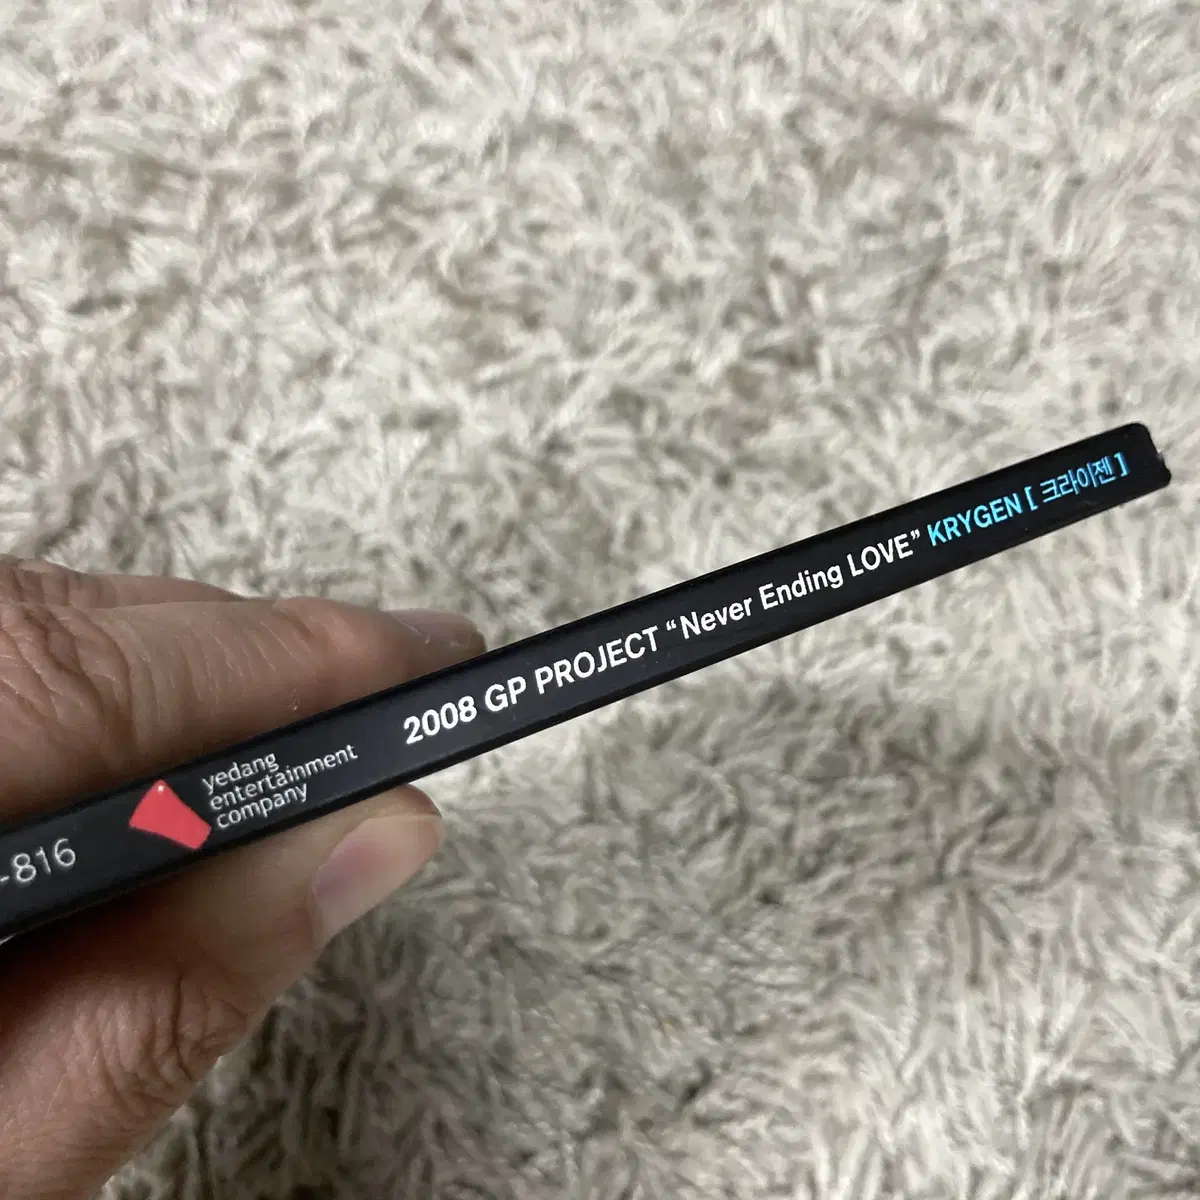 -816
yedang
entertainment
company
2008 GP PROJECT “Never Ending LOVE” KRYGEN [ 크라이젠 ]